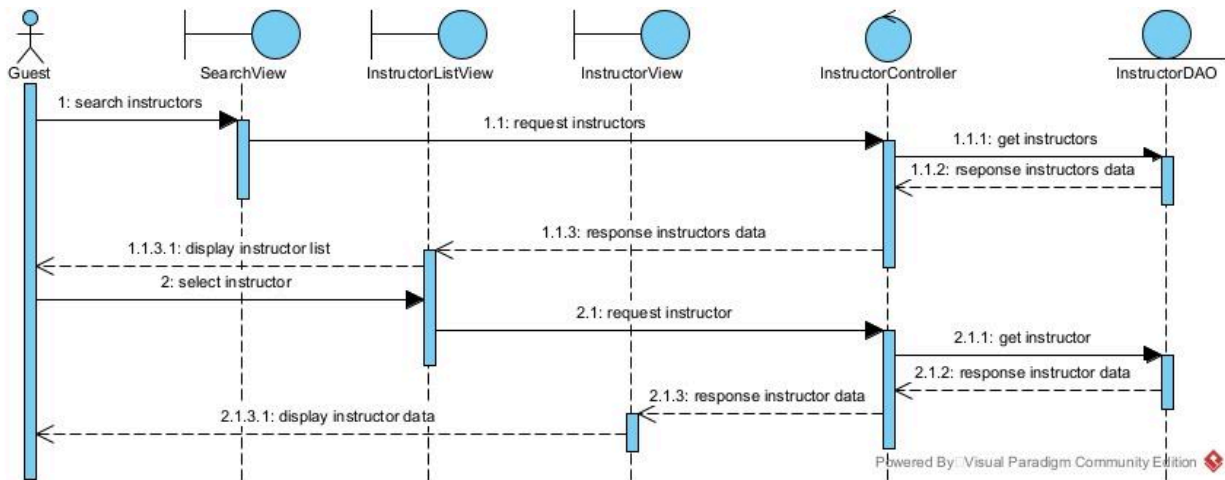 Guest
SearchView
InstructorListView
InstructorView
InstructorController
InstructorDAO
1: search instructors
1.1: request instructors
1.1.1: get instructors
1.1.2: rseponse instructors data
1.1.3: response instructors data
1.1.3.1: display instructor list
2: select instructor
2.1: request instructor
2.1.1: get instructor
2.1.2: response instructor data
2.1.3: response instructor data
2.1.3.1: display instructor data
Powered By Visual Paradigm Community Edition